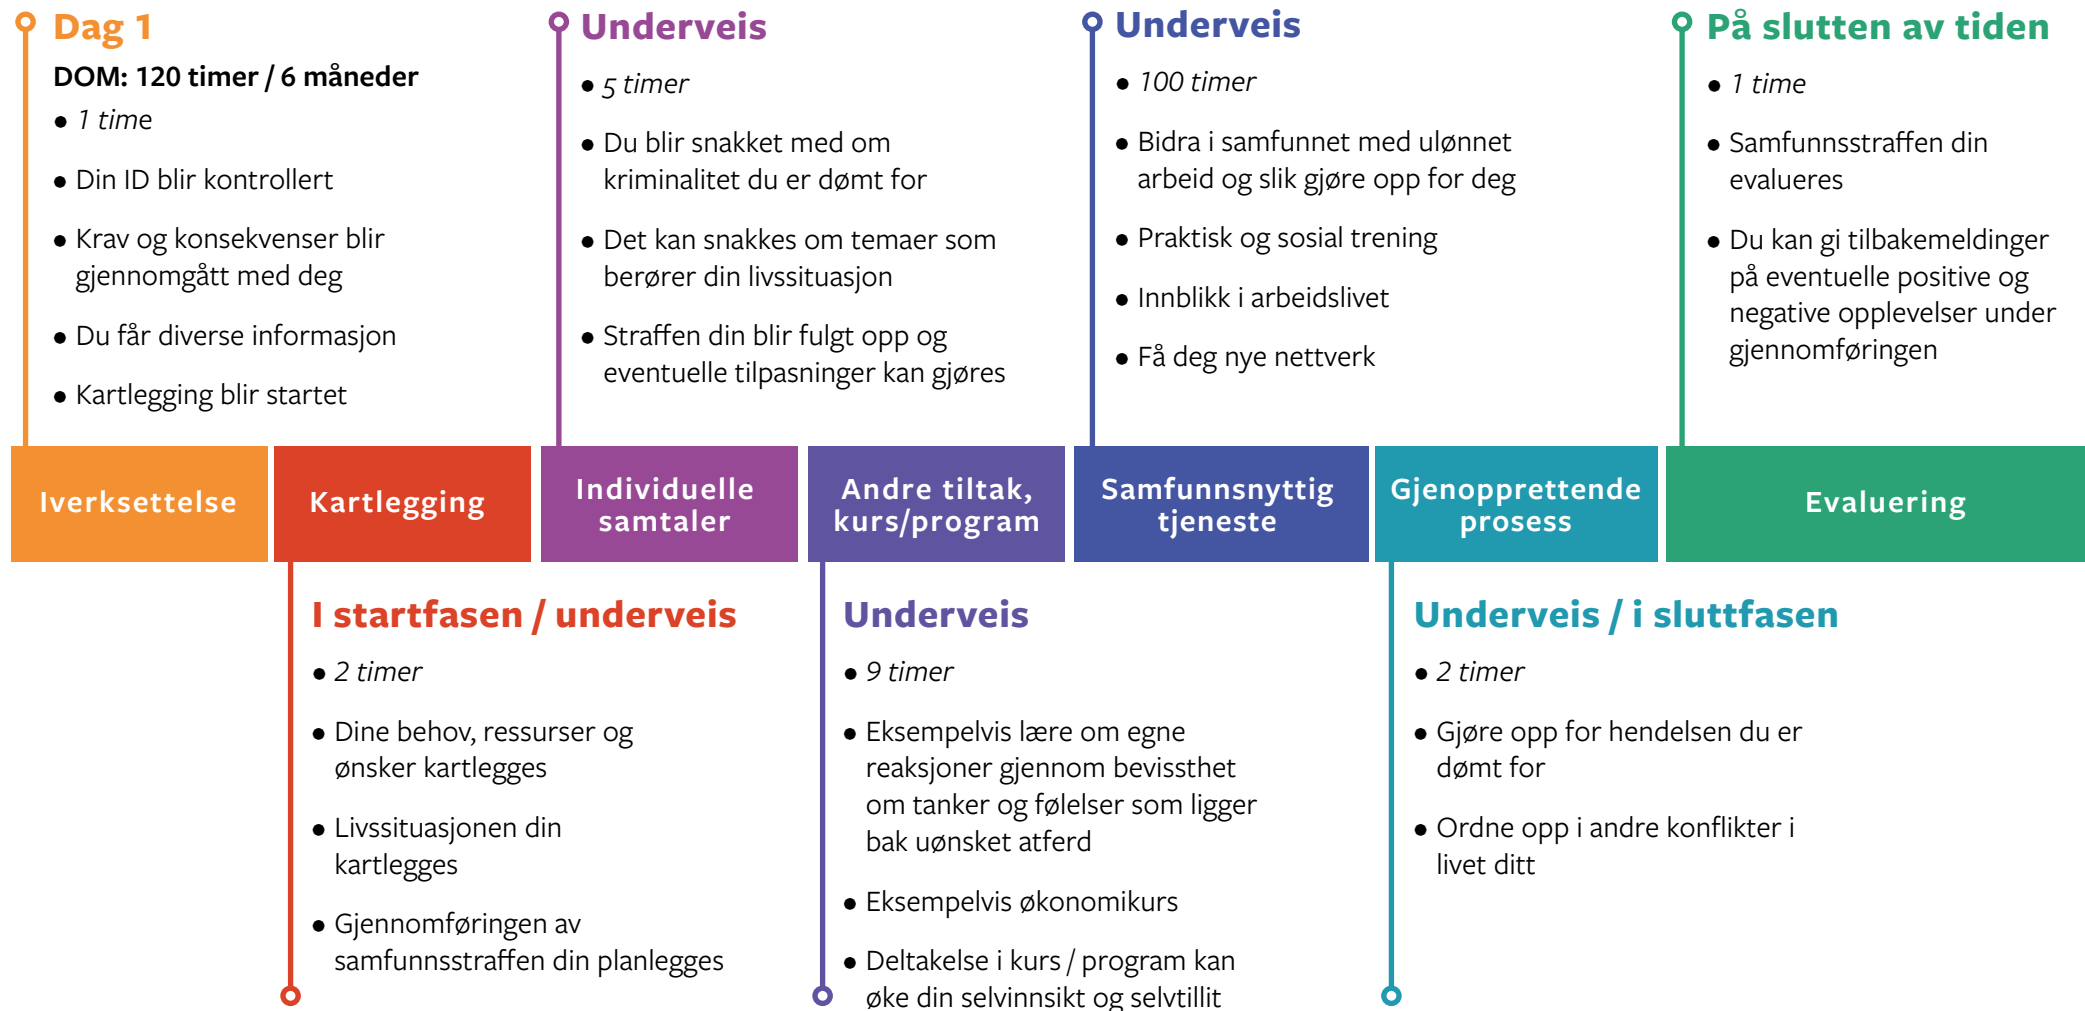 Dag 1
DOM: 120 timer / 6 måneder
• 1 time
• Din ID blir kontrollert
• Krav og konsekvenser blir
gjennomgått med deg
• Du får diverse informasjon
• Kartlegging blir startet
Underveis
• 5 timer
• Du blir snakket med om
kriminalitet du er dømt for
• Det kan snakkes om temaer som
berører din livssituasjon
• Straffen din blir fulgt opp og
eventuelle tilpasninger kan gjøres
Underveis
• 100 timer
• Bidra i samfunnet med ulønnet
arbeid og slik gjøre opp for deg
• Praktisk og sosial trening
• Innblikk i arbeidslivet
• Få deg nye nettverk
På slutten av tiden
• 1 time
• Samfunnsstraffen din
evalueres
• Du kan gi tilbakemeldinger
på eventuelle positive og
negative opplevelser under
gjennomføringen
Iverksettelse
Kartlegging
Individuelle
samtaler
Andre tiltak,
kurs/program
Samfunnsnyttig
tjeneste
Gjenopprettende
prosess
Evaluering
I startfasen / underveis
• 2 timer
• Dine behov, ressurser og
ønsker kartlegges
• Livssituasjonen din
kartlegges
• Gjennomføringen av
samfunnsstraffen din planlegges
Underveis
• 9 timer
• Eksempelvis lære om egne
reaksjoner gjennom bevissthet
om tanker og følelser som ligger
bak uønsket atferd
• Eksempelvis økonomikurs
• Deltakelse i kurs / program kan
øke din selvinnsikt og selvtillit
Underveis / i sluttfasen
• 2 timer
• Gjøre opp for hendelsen du er
dømt for
• Ordne opp i andre konflikter i
livet ditt